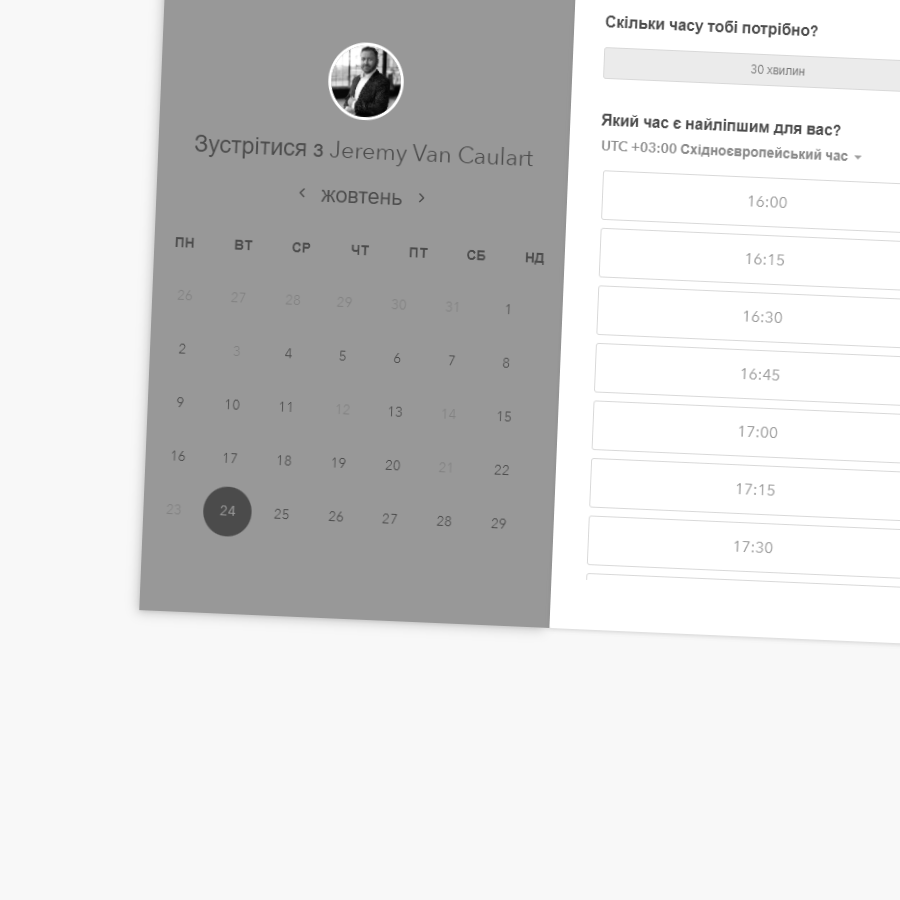 Зустрітися з Jeremy Van Caulart
‹ жовтень ›
ПН ВТ СР ЧТ ПТ СБ НД
26 27 28 29 30 31 1
2 3 4 5 6 7 8
9 10 11 12 13 14 15
16 17 18 19 20 21 22
23 24 25 26 27 28 29
Скільки часу тобі потрібно?
30 хвилин
Який час є найліпшим для вас?
UTC +03:00 Східноєвропейський час
16:00
16:15
16:30
16:45
17:00
17:15
17:30